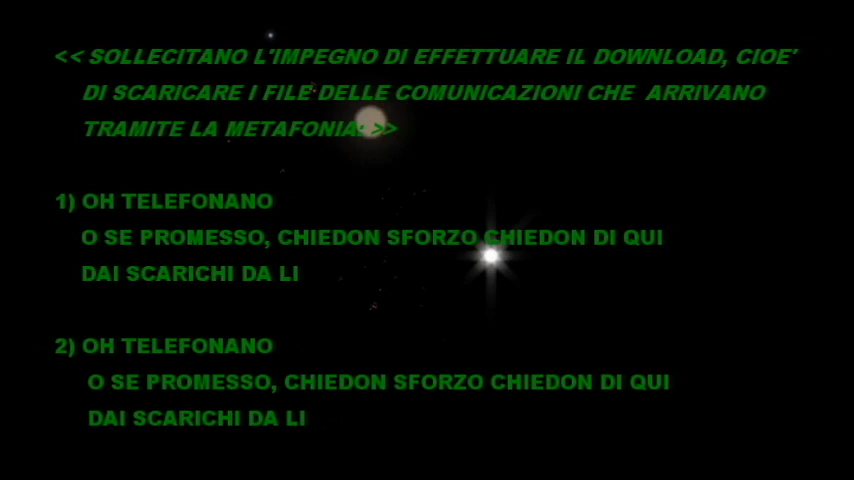 << SOLLECITANO L'IMPEGNO DI EFFETTUARE IL DOWNLOAD, CIOE'
DI SCARICARE I FILE DELLE COMUNICAZIONI CHE ARRIVANO
TRAMITE LA METAFONIA: >>
1) OH TELEFONANO
O SE PROMESSO, CHIEDON SFORZO CHIEDON DI QUI
DAI SCARICHI DA LI
2) OH TELEFONANO
O SE PROMESSO, CHIEDON SFORZO CHIEDON DI QUI
DAI SCARICHI DA LI